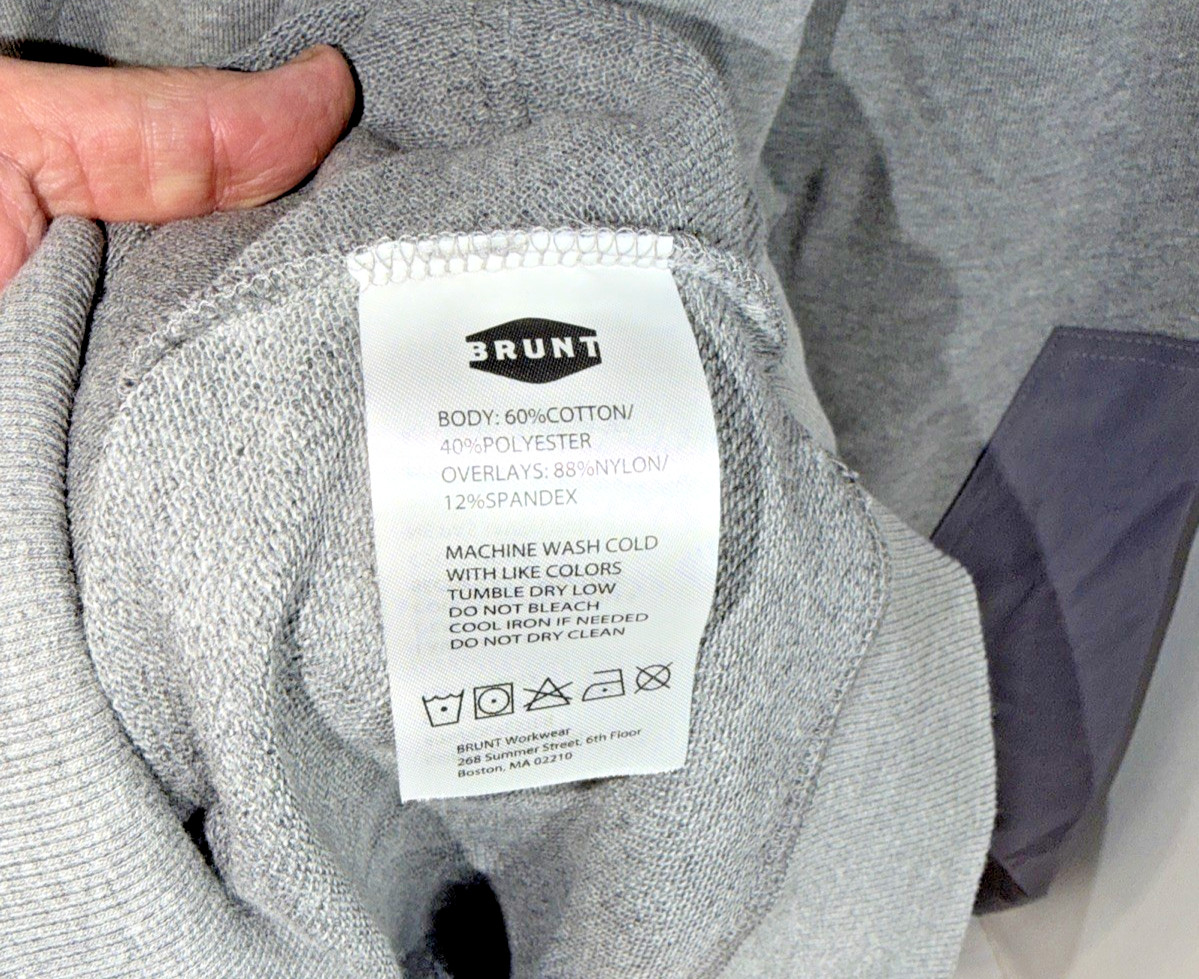 BRUNT
BODY: 60%COTTON/
40%POLYESTER
OVERLAYS: 88%NYLON/
12%SPANDEX
MACHINE WASH COLD
WITH LIKE COLORS
TUMBLE DRY LOW
DO NOT BLEACH
COOL IRON IF NEEDED
DO NOT DRY CLEAN
BRUNT Workwear
268 Summer Street, 6th Floor
Boston, MA 02210